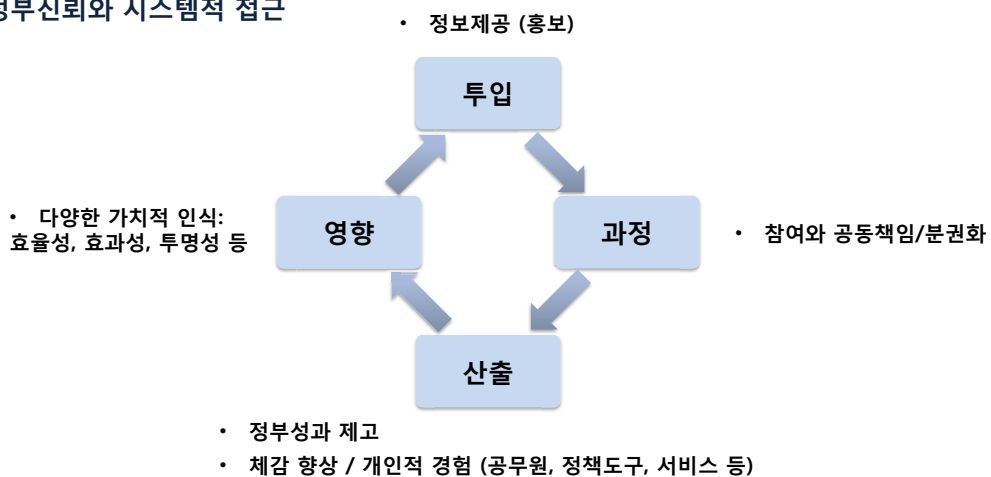 정부신뢰와 시스템적 접근
• 정보제공 (홍보)
투입
• 다양한 가치적 인식:
효율성, 효과성, 투명성 등
영향
과정
• 참여와 공동책임/분권화
산출
• 정부성과 제고
• 체감 향상 / 개인적 경험 (공무원, 정책도구, 서비스 등)